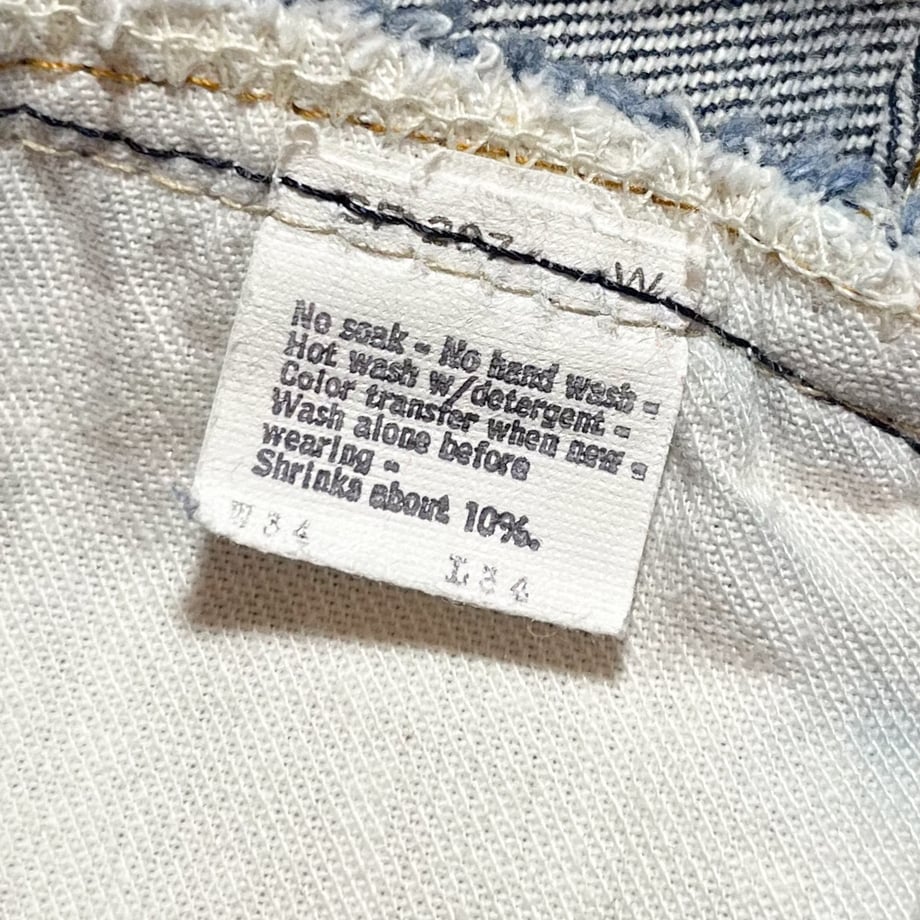 W
No soak - No hand wash -
Hot wash w/detergent -
Color transfer when new -
Wash alone before
wearing -
Shrinks about 10%.
W34 L34